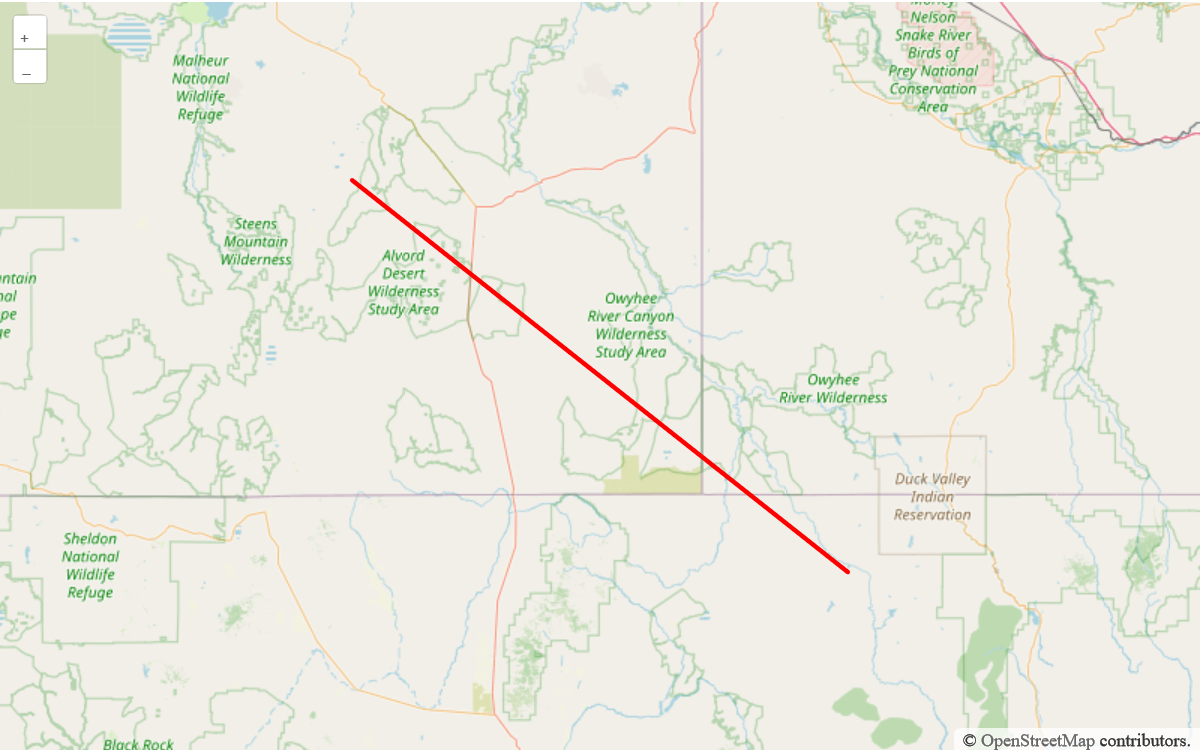 +
–
Malheur
National
Wildlife
Refuge
Morley
Nelson
Snake River
Birds of
Prey National
Conservation
Area
Steens
Mountain
Wilderness
Alvord
Desert
Wilderness
Study Area
Owyhee
River Canyon
Wilderness
Study Area
Owyhee
River Wilderness
Duck Valley
Indian
Reservation
Sheldon
National
Wildlife
Refuge
Black Rock
© OpenStreetMap contributors.